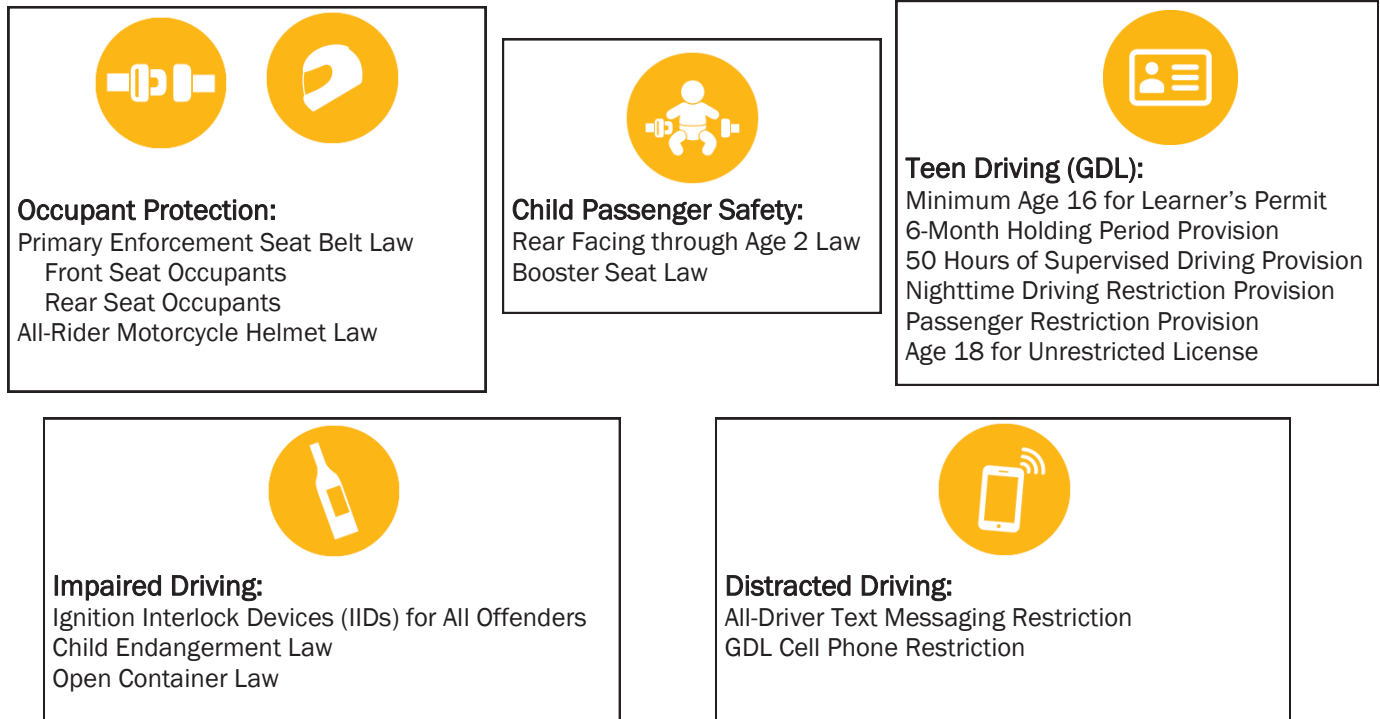 Occupant Protection:
Primary Enforcement Seat Belt Law
Front Seat Occupants
Rear Seat Occupants
All-Rider Motorcycle Helmet Law
Child Passenger Safety:
Rear Facing through Age 2 Law
Booster Seat Law
Teen Driving (GDL):
Minimum Age 16 for Learner's Permit
6-Month Holding Period Provision
50 Hours of Supervised Driving Provision
Nighttime Driving Restriction Provision
Passenger Restriction Provision
Age 18 for Unrestricted License
Impaired Driving:
Ignition Interlock Devices (IIDs) for All Offenders
Child Endangerment Law
Open Container Law
Distracted Driving:
All-Driver Text Messaging Restriction
GDL Cell Phone Restriction